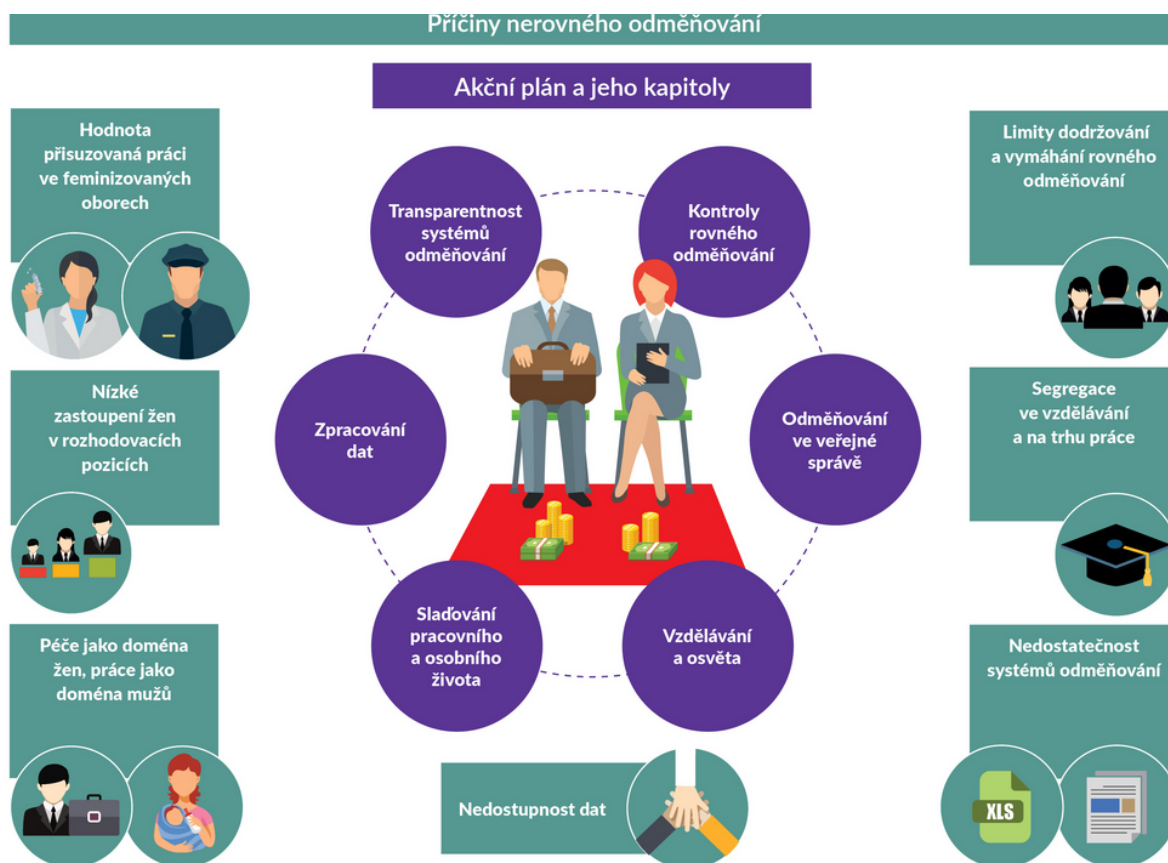 Příčiny nerovného odměňování
Akční plán a jeho kapitoly
Hodnota
přisuzovaná práci
ve feminizovaných
oborech
Nízké
zastoupení žen
v rozhodovacích
pozicích
Péče jako doména
žen, práce jako
doména mužů
Transparentnost
systémů
odměňování
Kontroly
rovného
odměňování
Zpracování
dat
Odměňování
ve veřejné
správě
Slaďování
pracovního
a osobního
života
Vzdělávání
a osvěta
Nedostupnost dat
Limity dodržování
a vymáhání rovného
odměňování
Segregace
ve vzdělávání
a na trhu práce
Nedostatečnost
systémů odměňování
XLS